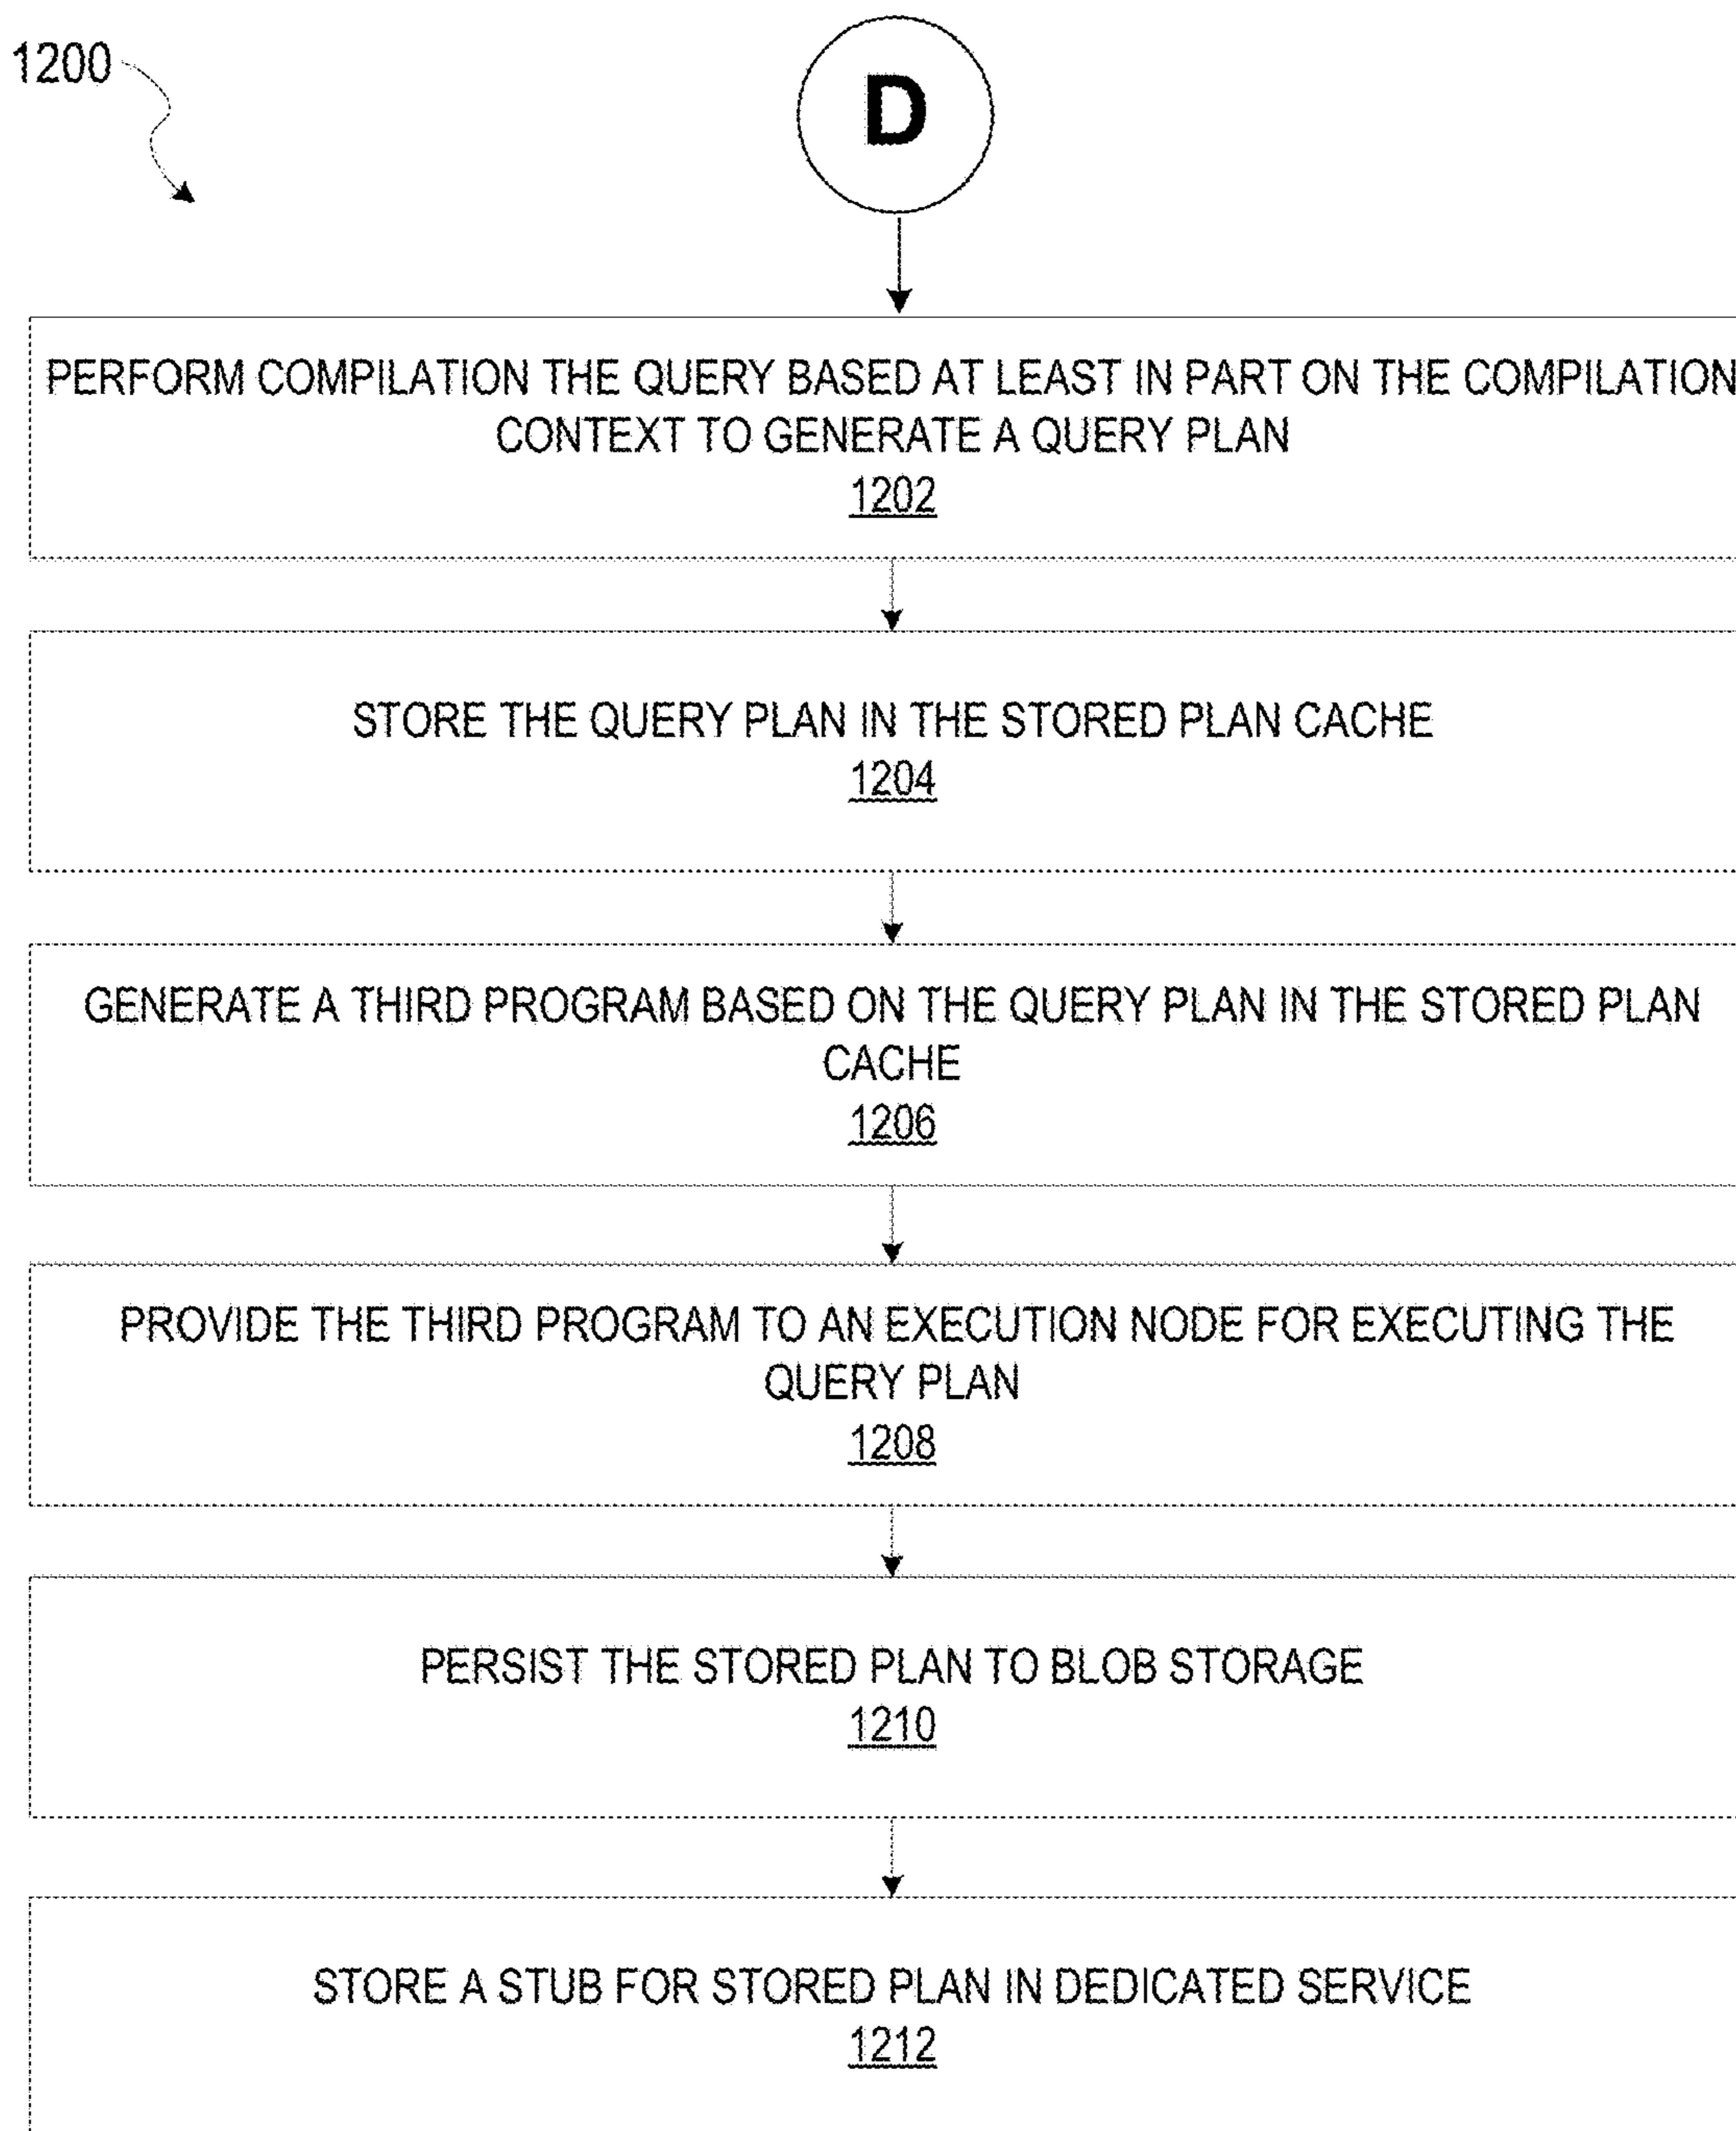 1200
D
PERFORM COMPILATION THE QUERY BASED AT LEAST IN PART ON THE COMPILATION
CONTEXT TO GENERATE A QUERY PLAN
1202
STORE THE QUERY PLAN IN THE STORED PLAN CACHE
1204
GENERATE A THIRD PROGRAM BASED ON THE QUERY PLAN IN THE STORED PLAN
CACHE
1206
PROVIDE THE THIRD PROGRAM TO AN EXECUTION NODE FOR EXECUTING THE
QUERY PLAN
1208
PERSIST THE STORED PLAN TO BLOB STORAGE
1210
STORE A STUB FOR STORED PLAN IN DEDICATED SERVICE
1212